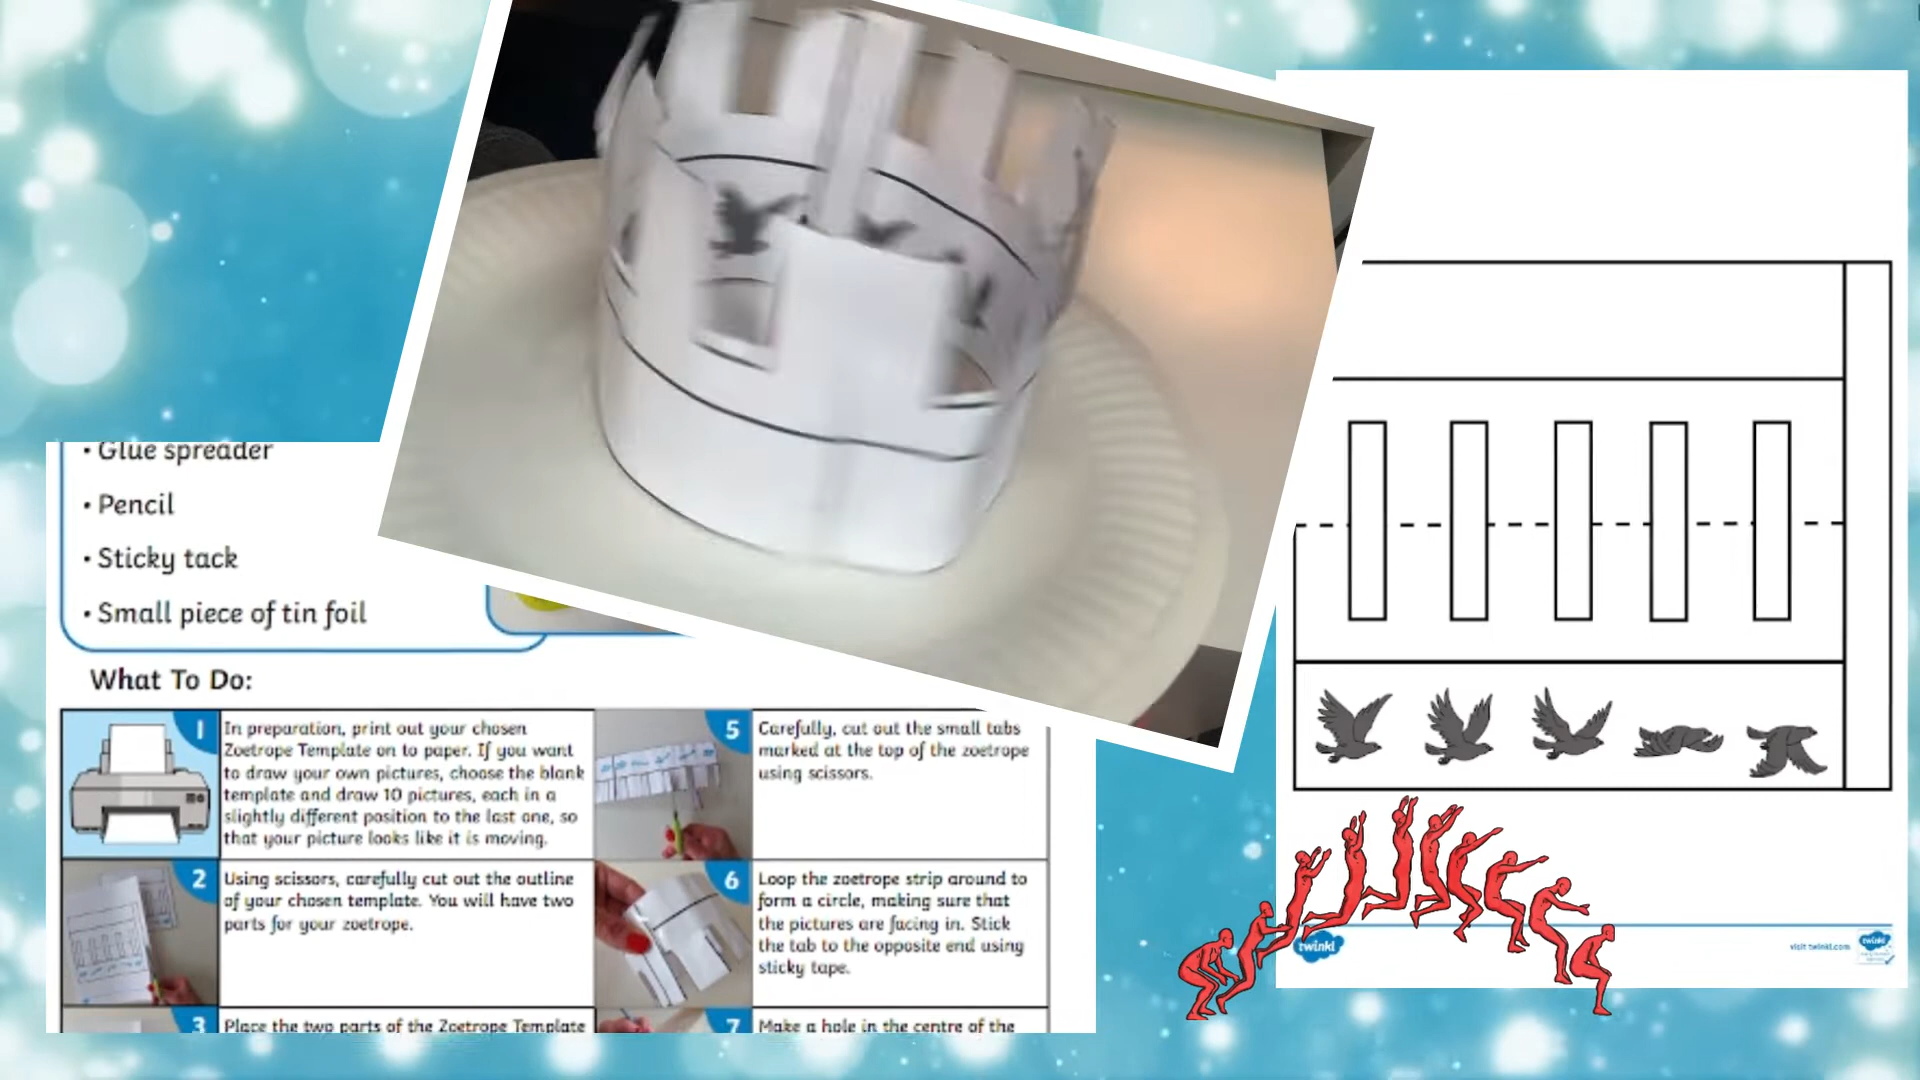 • Glue spreader
• Pencil
• Sticky tack
• Small piece of tin foil
What To Do:
1
In preparation, print out your chosen
Zoetrope Template on to paper. If you want
to draw your own pictures, choose the blank
template and draw 10 pictures, each in a
slightly different position to the last one, so
that your picture looks like it is moving.
2
Using scissors, carefully cut out the outline
of your chosen template. You will have two
parts for your zoetrope.
3
Place the two parts of the Zoetrope Template
5
Carefully, cut out the small tabs
marked at the top of the zoetrope
using scissors.
6
Loop the zoetrope strip around to
form a circle, making sure that
the pictures are facing in. Stick
the tab to the opposite end using
sticky tape.
7
Make a hole in the centre of the
twinkl
visit twinkl.com
twinkl